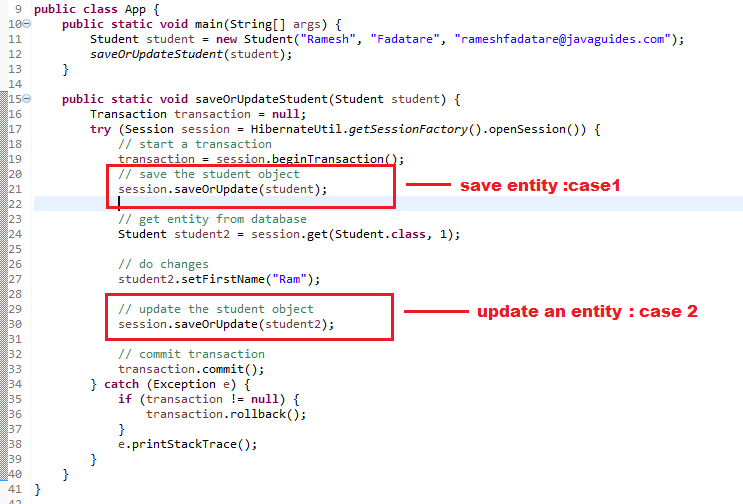 9 public class App {
10 public static void main(String[] args) {
11 Student student = new Student("Ramesh", "Fadatare", "rameshfadatare@javaguides.com");
12 saveOrUpdateStudent(student);
13 }
14
15 public static void saveOrUpdateStudent(Student student) {
16 Transaction transaction = null;
17 try (Session session = HibernateUtil.getSessionFactory().openSession()) {
18 // start a transaction
19 transaction = session.beginTransaction();
20 // save the student object
21 session.saveOrUpdate(student); save entity :case1
22
23 // get entity from database
24 Student student2 = session.get(Student.class, 1);
25
26 // do changes
27 student2.setFirstName("Ram");
28
29 // update the student object update an entity : case 2
30 session.saveOrUpdate(student2);
31
32 // commit transaction
33 transaction.commit();
34 } catch (Exception e) {
35 if (transaction != null) {
36 transaction.rollback();
37 }
38 e.printStackTrace();
39 }
40 }
41 }